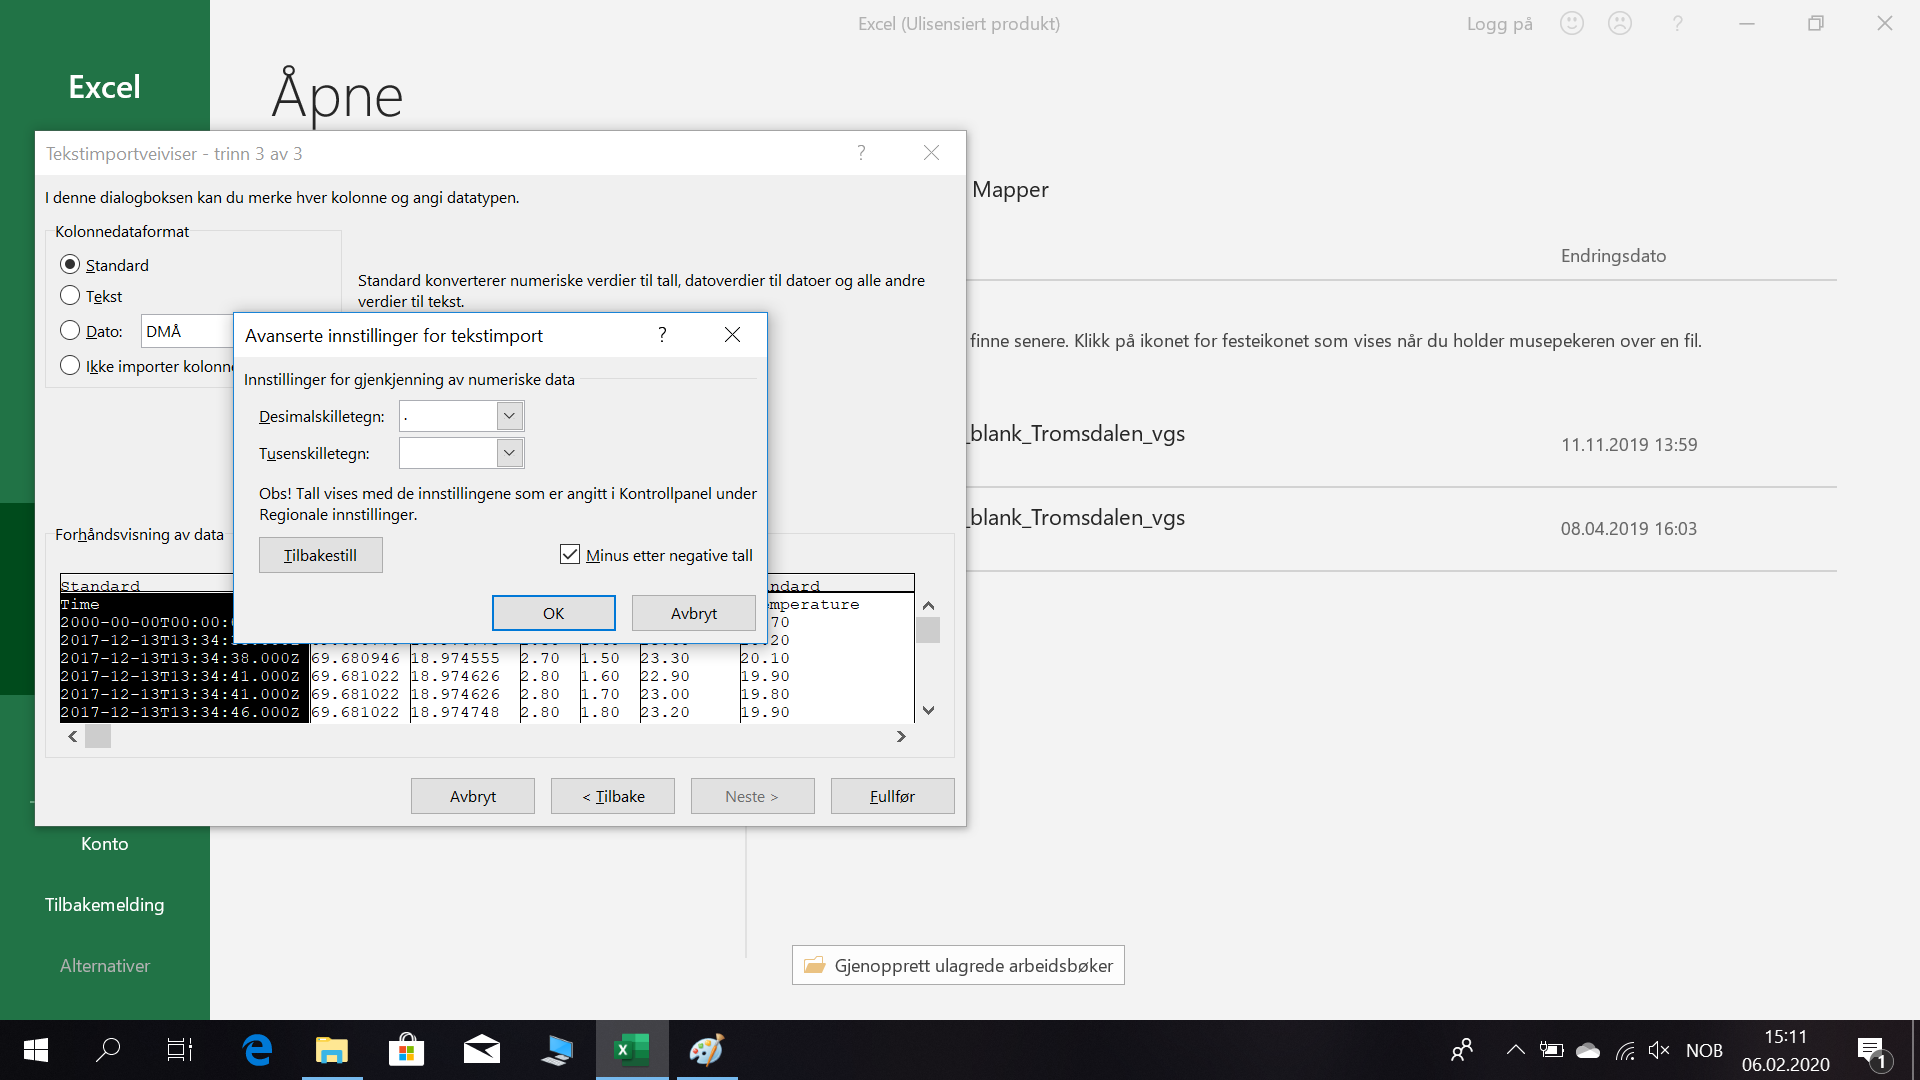 Excel (Ulisensiert produkt)
Logg på
?
Excel
Åpne
Tekstimportveiviser - trinn 3 av 3
?
I denne dialogboksen kan du merke hver kolonne og angi datatypen.
Mapper
Kolonnedataformat
Endringsdato
Standard
Standard konverterer numeriske verdier til tall, datoverdier til datoer og alle andre
verdier til tekst.
Tekst
Dato: DMÅ
Ikke importer
Avanserte innstillinger for tekstimport
?
finne senere. Klikk på ikonet for festeikonet som vises når du holder musepekeren over en fil.
Innstillinger for gjenkjenning av numeriske data
Desimalskilletegn: .
Tusenskilletegn:
_blank_Tromsdalen_vgs
11.11.2019 13:59
Obs! Tall vises med de innstillingene som er angitt i Kontrollpanel under
Regionale innstillinger.
_blank_Tromsdalen_vgs
08.04.2019 16:03
Forhåndsvisning av data
Tilbakestill
Minus etter negative tall
OK
Avbryt
Standard ndard
Time mperature
2000-00-00T00:00: 70
2017-12-13T13:34: 20
2017-12-13T13:34:38.000Z 69.680946 18.974555 2.70 1.50 23.30 20.10
2017-12-13T13:34:41.000Z 69.681022 18.974626 2.80 1.60 22.90 19.90
2017-12-13T13:34:41.000Z 69.681022 18.974626 2.80 1.70 23.00 19.80
2017-12-13T13:34:46.000Z 69.681022 18.974748 2.80 1.80 23.20 19.90
Avbryt
< Tilbake
Neste >
Fullfør
Konto
Tilbakemelding
Alternativer
Gjenopprett ulagrede arbeidsbøker
NOB
15:11
06.02.2020
1